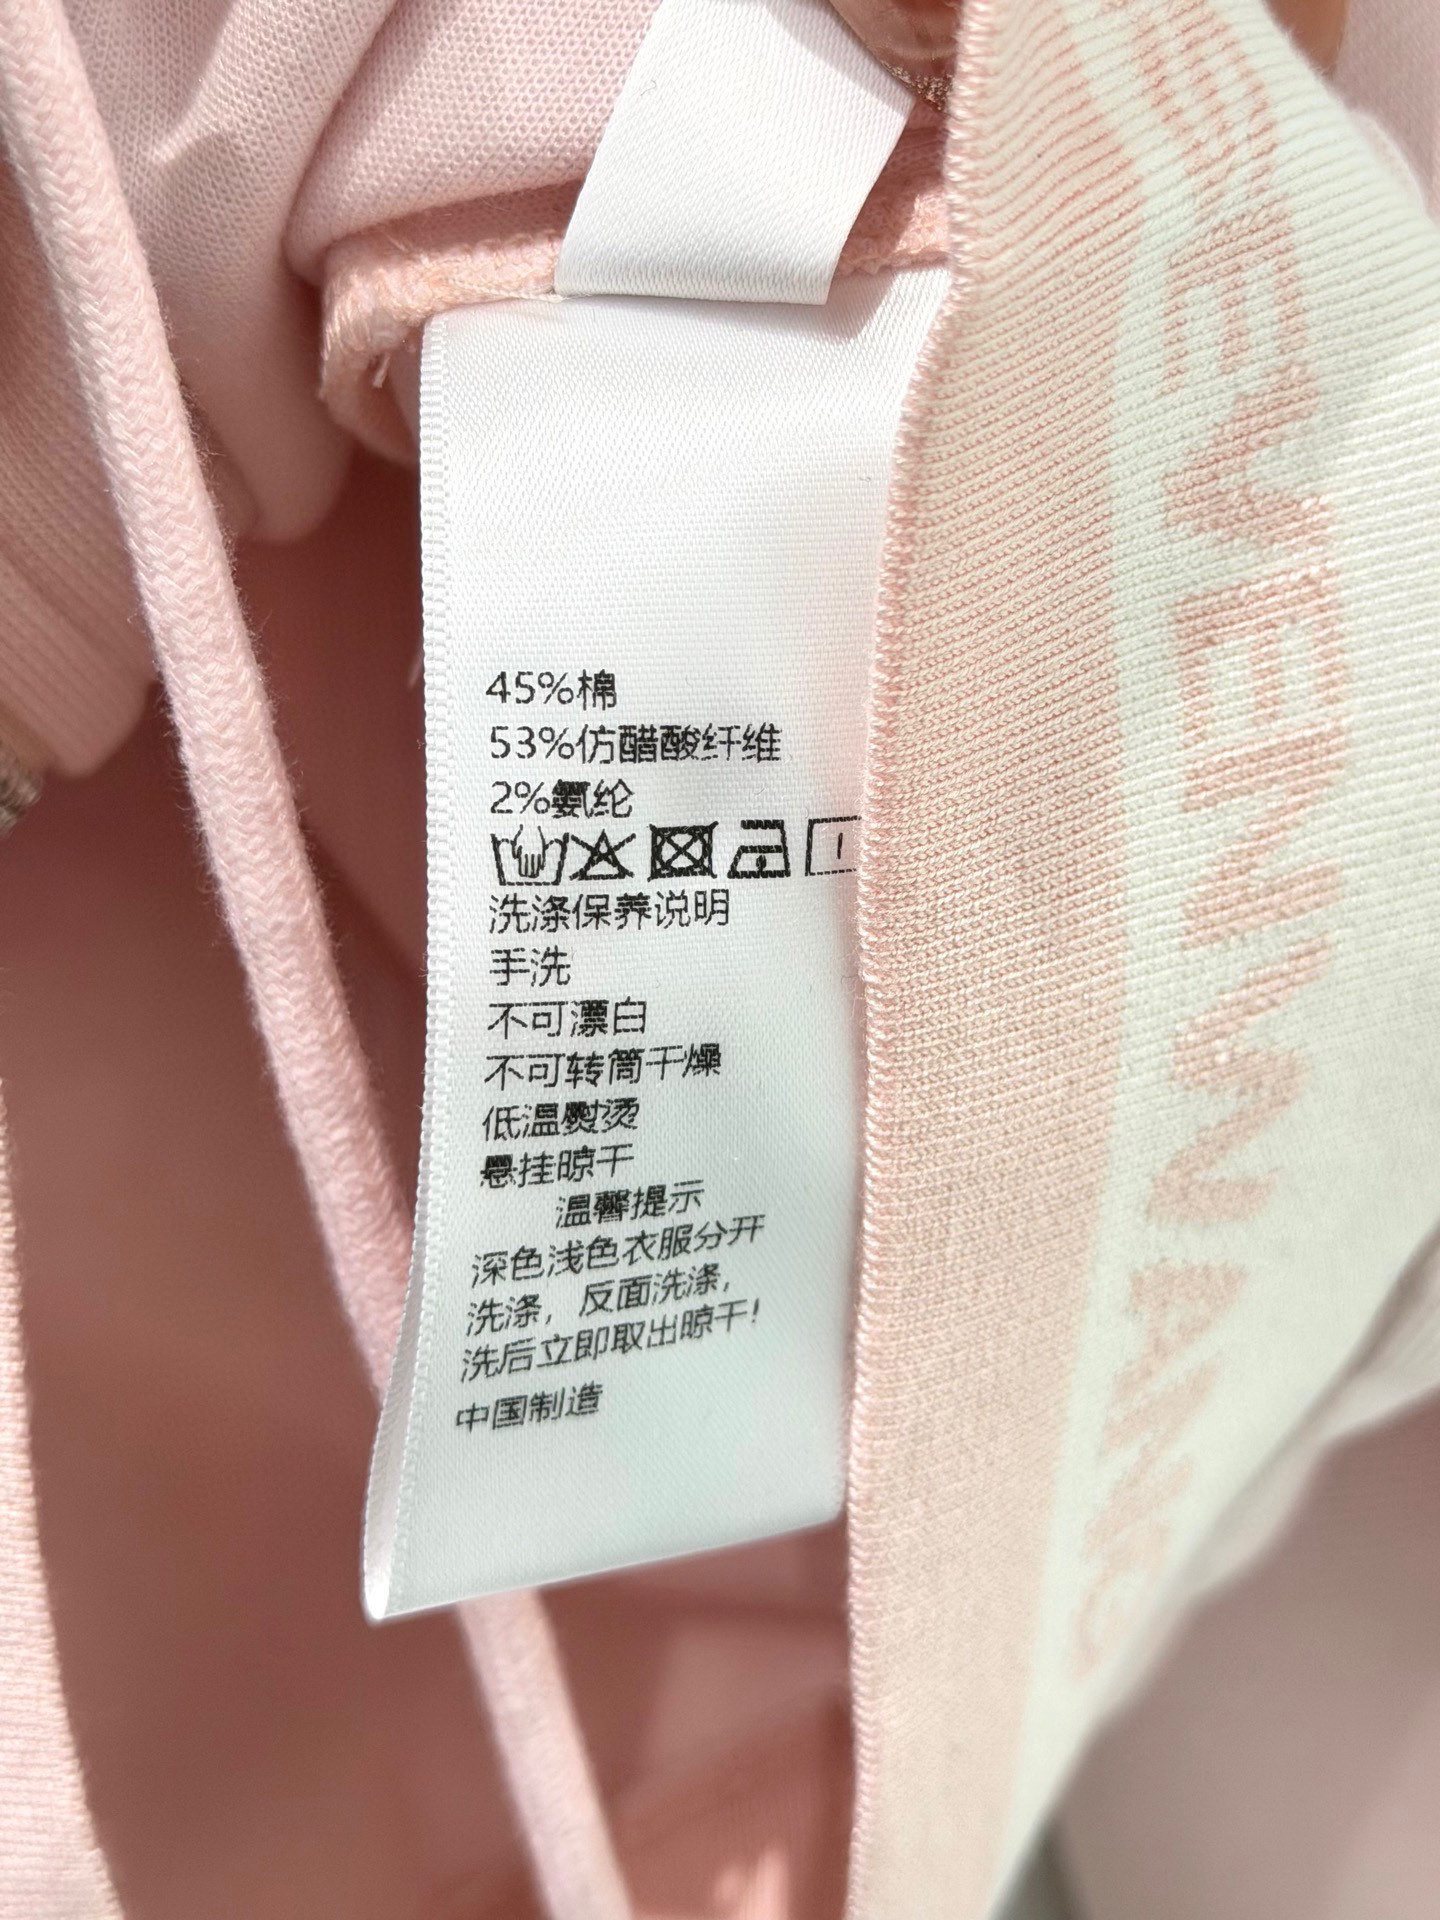 45%棉
53%仿醋酸纤维
2%氨纶
洗涤保养说明
手洗
不可漂白
不可转筒干燥
低温熨烫
悬挂晾干
温馨提示
深色浅色衣服分开
洗涤，反面洗涤，
洗后立即取出晾干！
中国制造